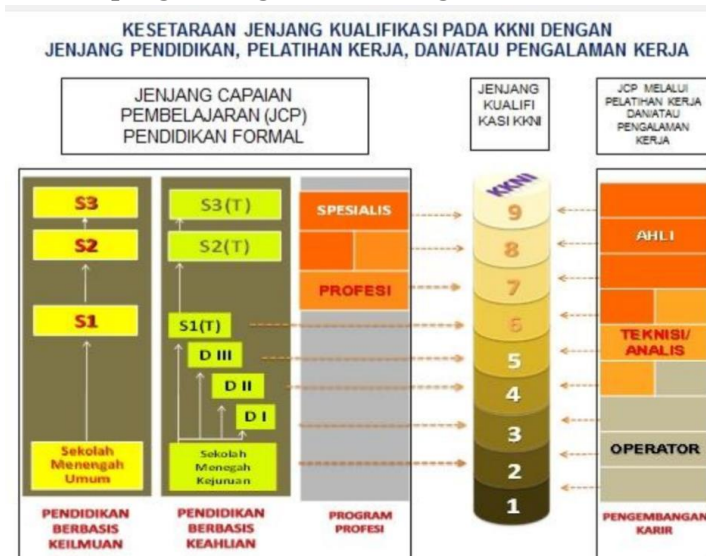 KESETARAAN JENJANG KUALIFIKASI PADA KKNI DENGAN
JENJANG PENDIDIKAN, PELATIHAN KERJA, DAN/ATAU PENGALAMAN KERJA
JENJANG CAPAIAN
PEMBELAJARAN (JCP)
PENDIDIKAN FORMAL
JENJANG
KUALIFI
KASI KKNI
JCP MELALUI
PELATIHAN KERJA
DAN/ATAU
PENGALAMAN
KERJA
S3
S2
S1
Sekolah
Menengah
Umum
PENDIDIKAN
BERBASIS
KEILMUAN
S3(T)
S2(T)
S1(T)
D III
D II
D I
Sekolah
Menegah
Kejuruan
PENDIDIKAN
BERBASIS
KEAHLIAN
SPESIALIS
PROFESI
PROGRAM
PROFESI
KKNI
9
8
7
6
5
4
3
2
1
AHLI
TEKNISI/
ANALIS
OPERATOR
PENGEMBANGAN
KARIR